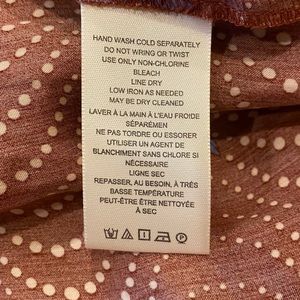 HAND WASH COLD SEPARATELY
DO NOT WRING OR TWIST
USE ONLY NON-CHLORINE
BLEACH
LINE DRY
LOW IRON AS NEEDED
MAY BE DRY CLEANED
LAVER À LA MAIN À L'EAU FROIDE
SÉPARÉMEN
NE PAS TORDRE OU ESSORER
UTILISER UN AGENT DE
BLANCHIMENT SANS CHLORE SI
NÉCESSAIRE
LIGNE SEC
REPASSER, AU BESOIN, À TRÈS
BASSE TEMPÉRATURE
PEUT-ÊTRE ÊTRE NETTOYÉE
À SEC